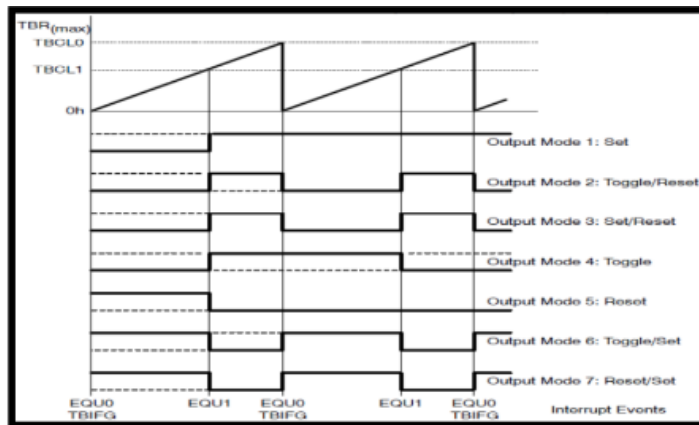 TBR(max)
TBCL0
TBCL1
0h
Output Mode 1: Set
Output Mode 2: Toggle/Reset
Output Mode 3: Set/Reset
Output Mode 4: Toggle
Output Mode 5: Reset
Output Mode 6: Toggle/Set
Output Mode 7: Reset/Set
EQU0 EQU1 EQU0 EQU1 EQU0
TBIFG TBIFG TBIFG Interrupt Events